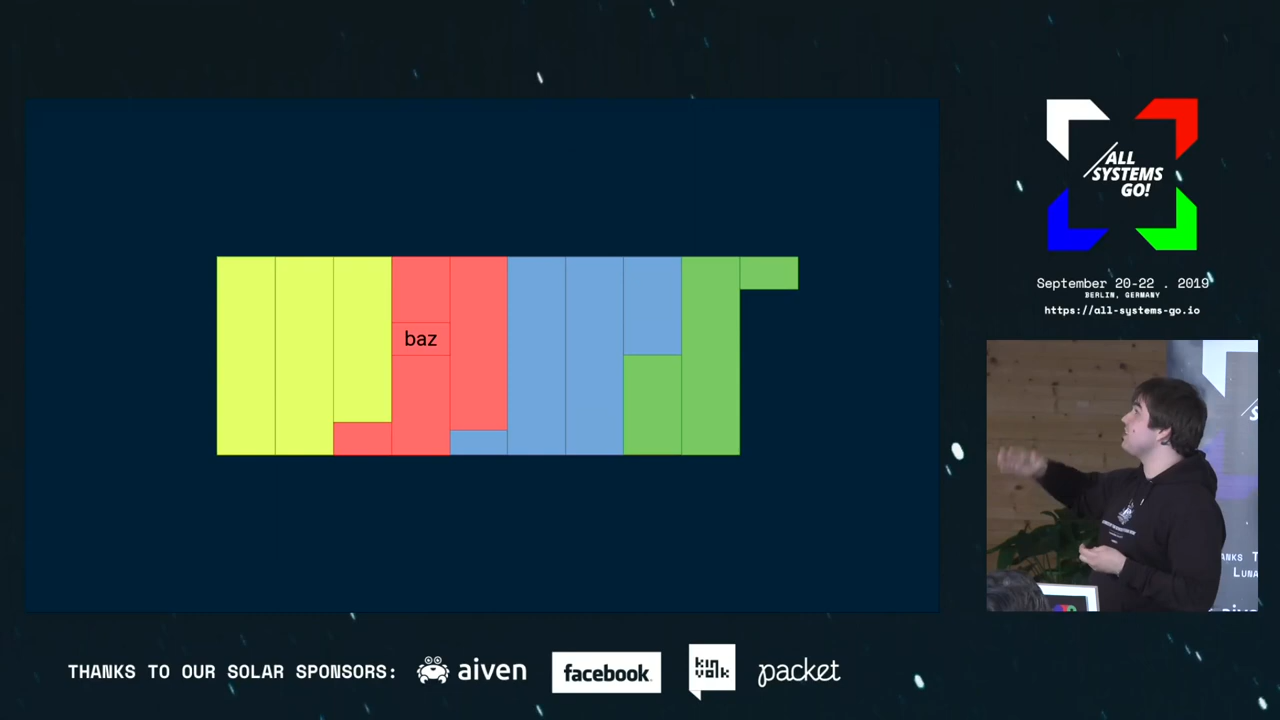 baz
/ALL
SYSTEMS
GO!
September 20-22 . 2019
BERLIN, GERMANY
https://all-systems-go.io
THANKS TO OUR SOLAR SPONSORS:
aiven
facebook
kinvolk
packet